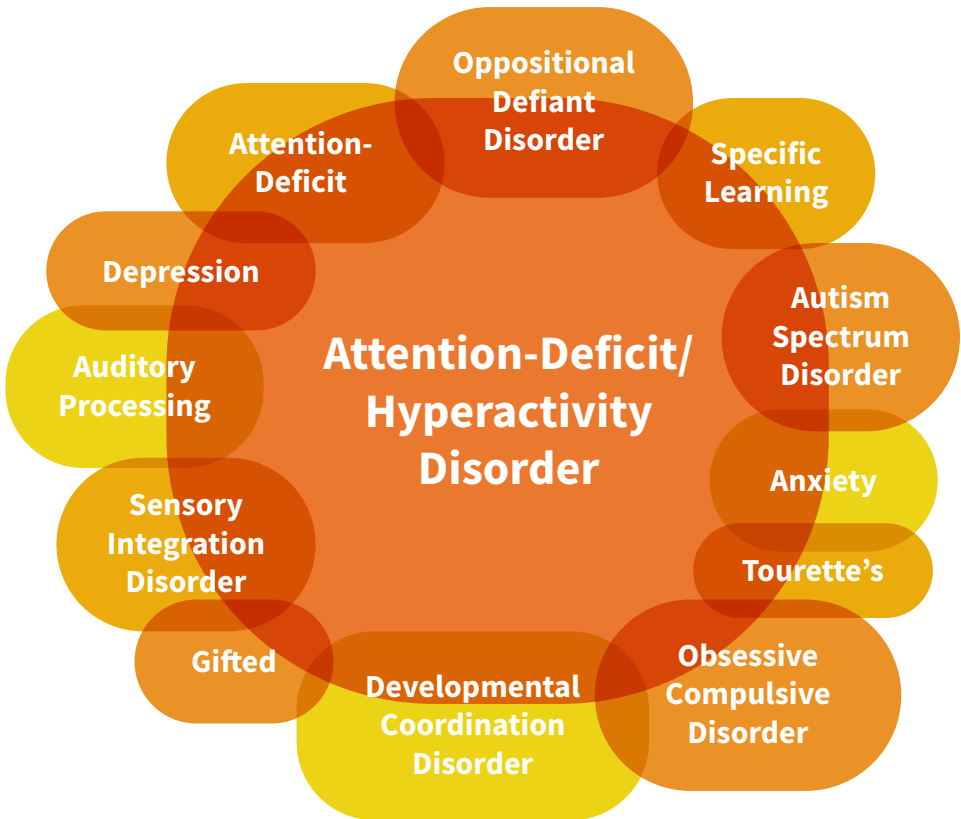 Oppositional
Defiant
Disorder
Attention-
Deficit
Specific
Learning
Depression
Autism
Spectrum
Disorder
Auditory
Processing
Attention-Deficit/
Hyperactivity
Disorder
Anxiety
Sensory
Integration
Disorder
Tourette’s
Gifted
Obsessive
Compulsive
Disorder
Developmental
Coordination
Disorder